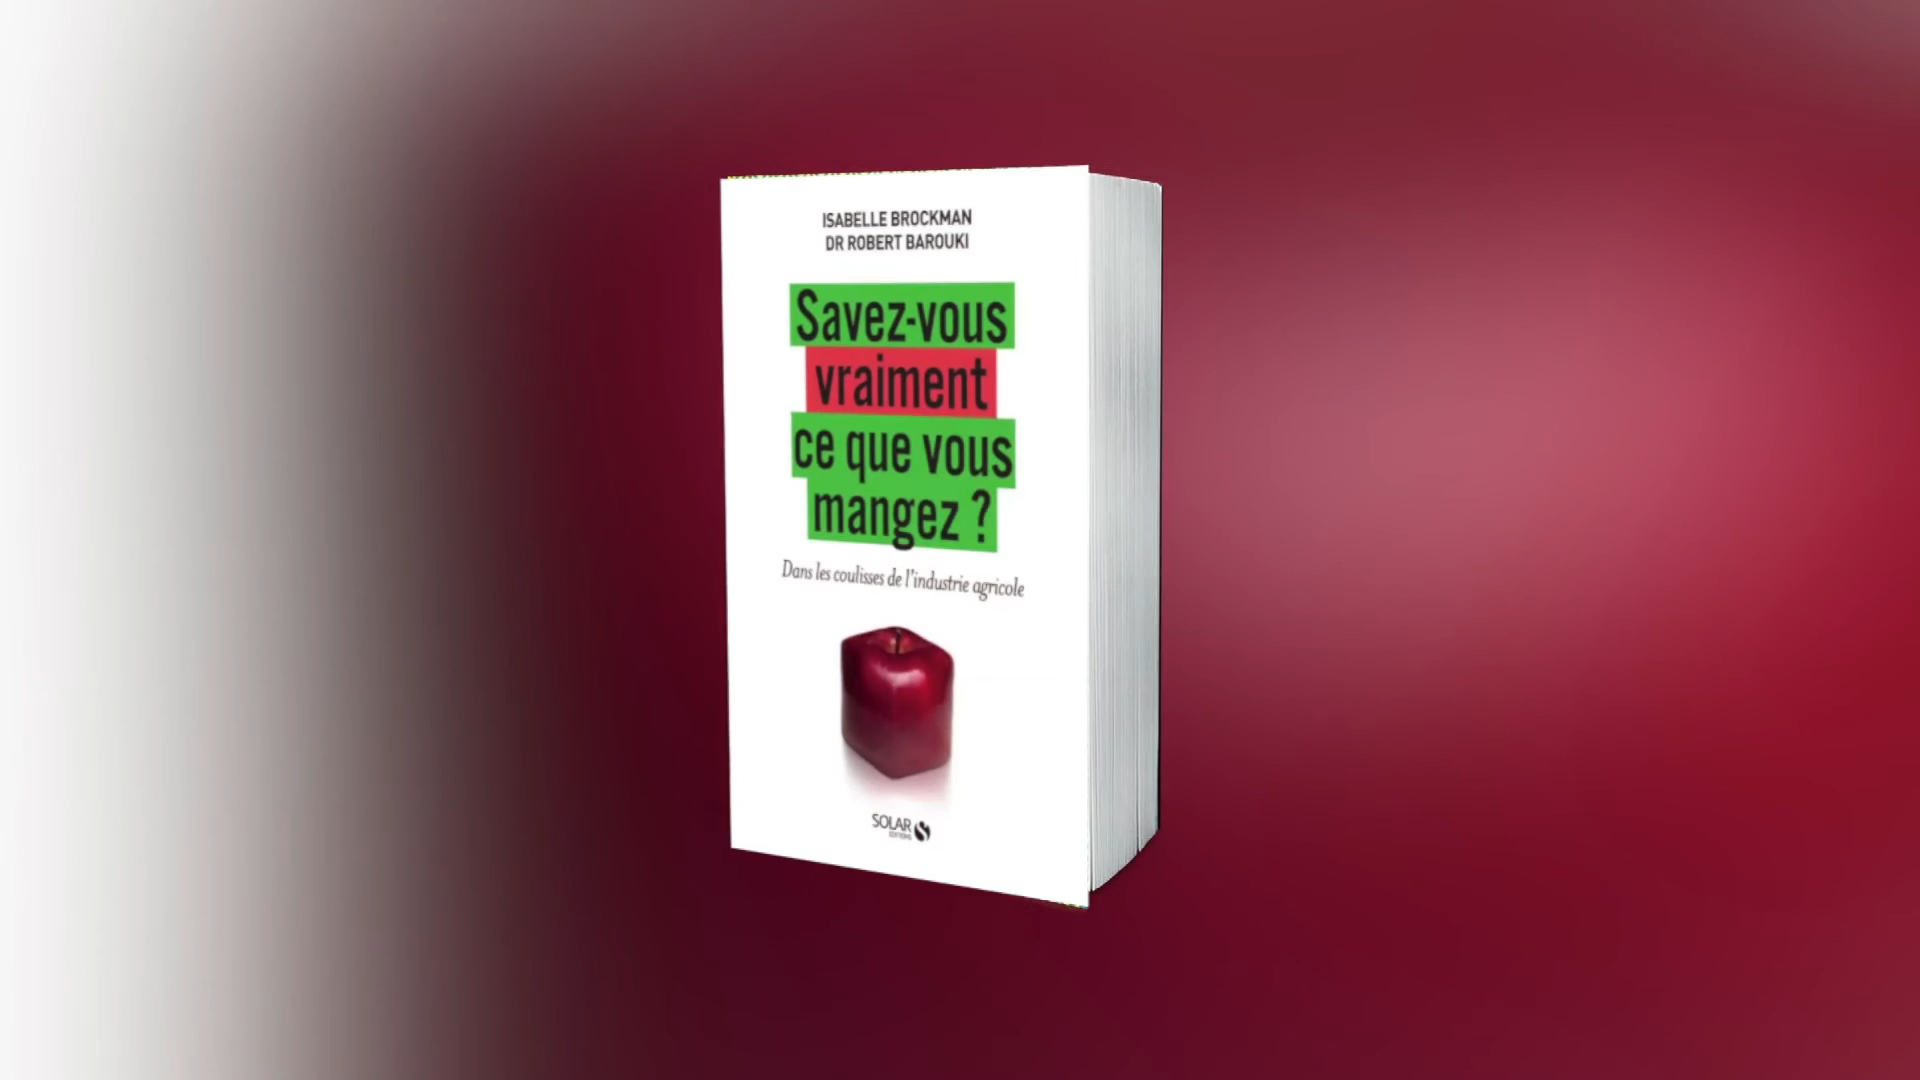 ISABELLE BROCKMAN
DR ROBERT BAROUKI
Savez-vous
vraiment
ce que vous
mangez ?
Dans les coulisses de l'industrie agricole
SOLAR
EDITIONS